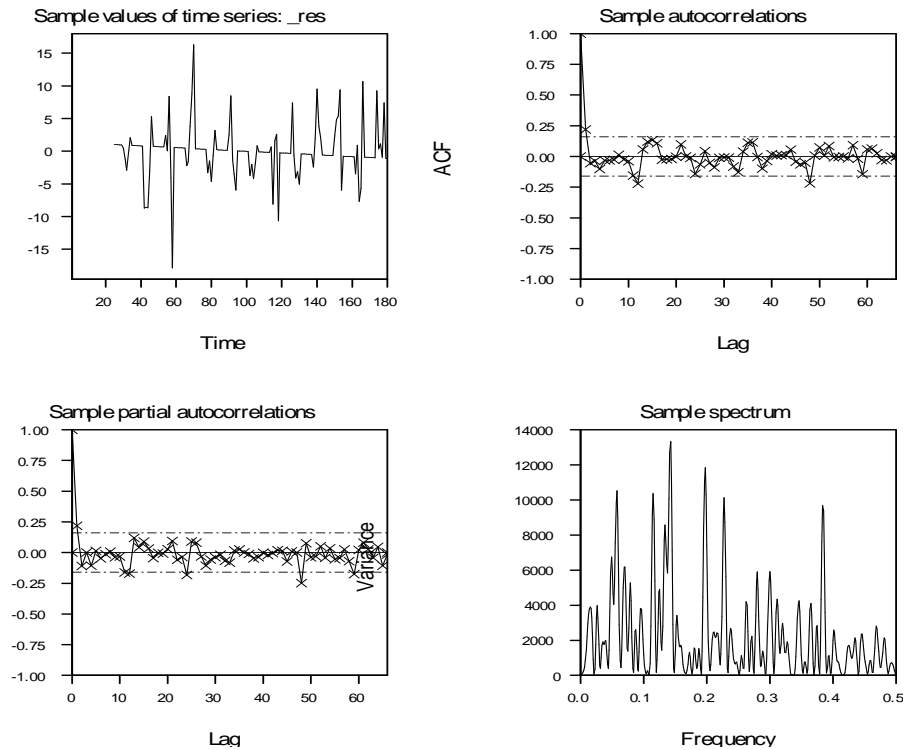 Sample values of time series: _res
15
10
5
0
-5
-10
-15
20 40 60 80 100 120 140 160 180
Time
Sample autocorrelations
ACF
1.00
0.75
0.50
0.25
0.00
-0.25
-0.50
-0.75
-1.00
0 10 20 30 40 50 60
Lag
Sample partial autocorrelations
1.00
0.75
0.50
0.25
0.00
-0.25
-0.50
-0.75
-1.00
0 10 20 30 40 50 60
Lag
Sample spectrum
Variance
14000
12000
10000
8000
6000
4000
2000
0
0.0 0.1 0.2 0.3 0.4 0.5
Frequency